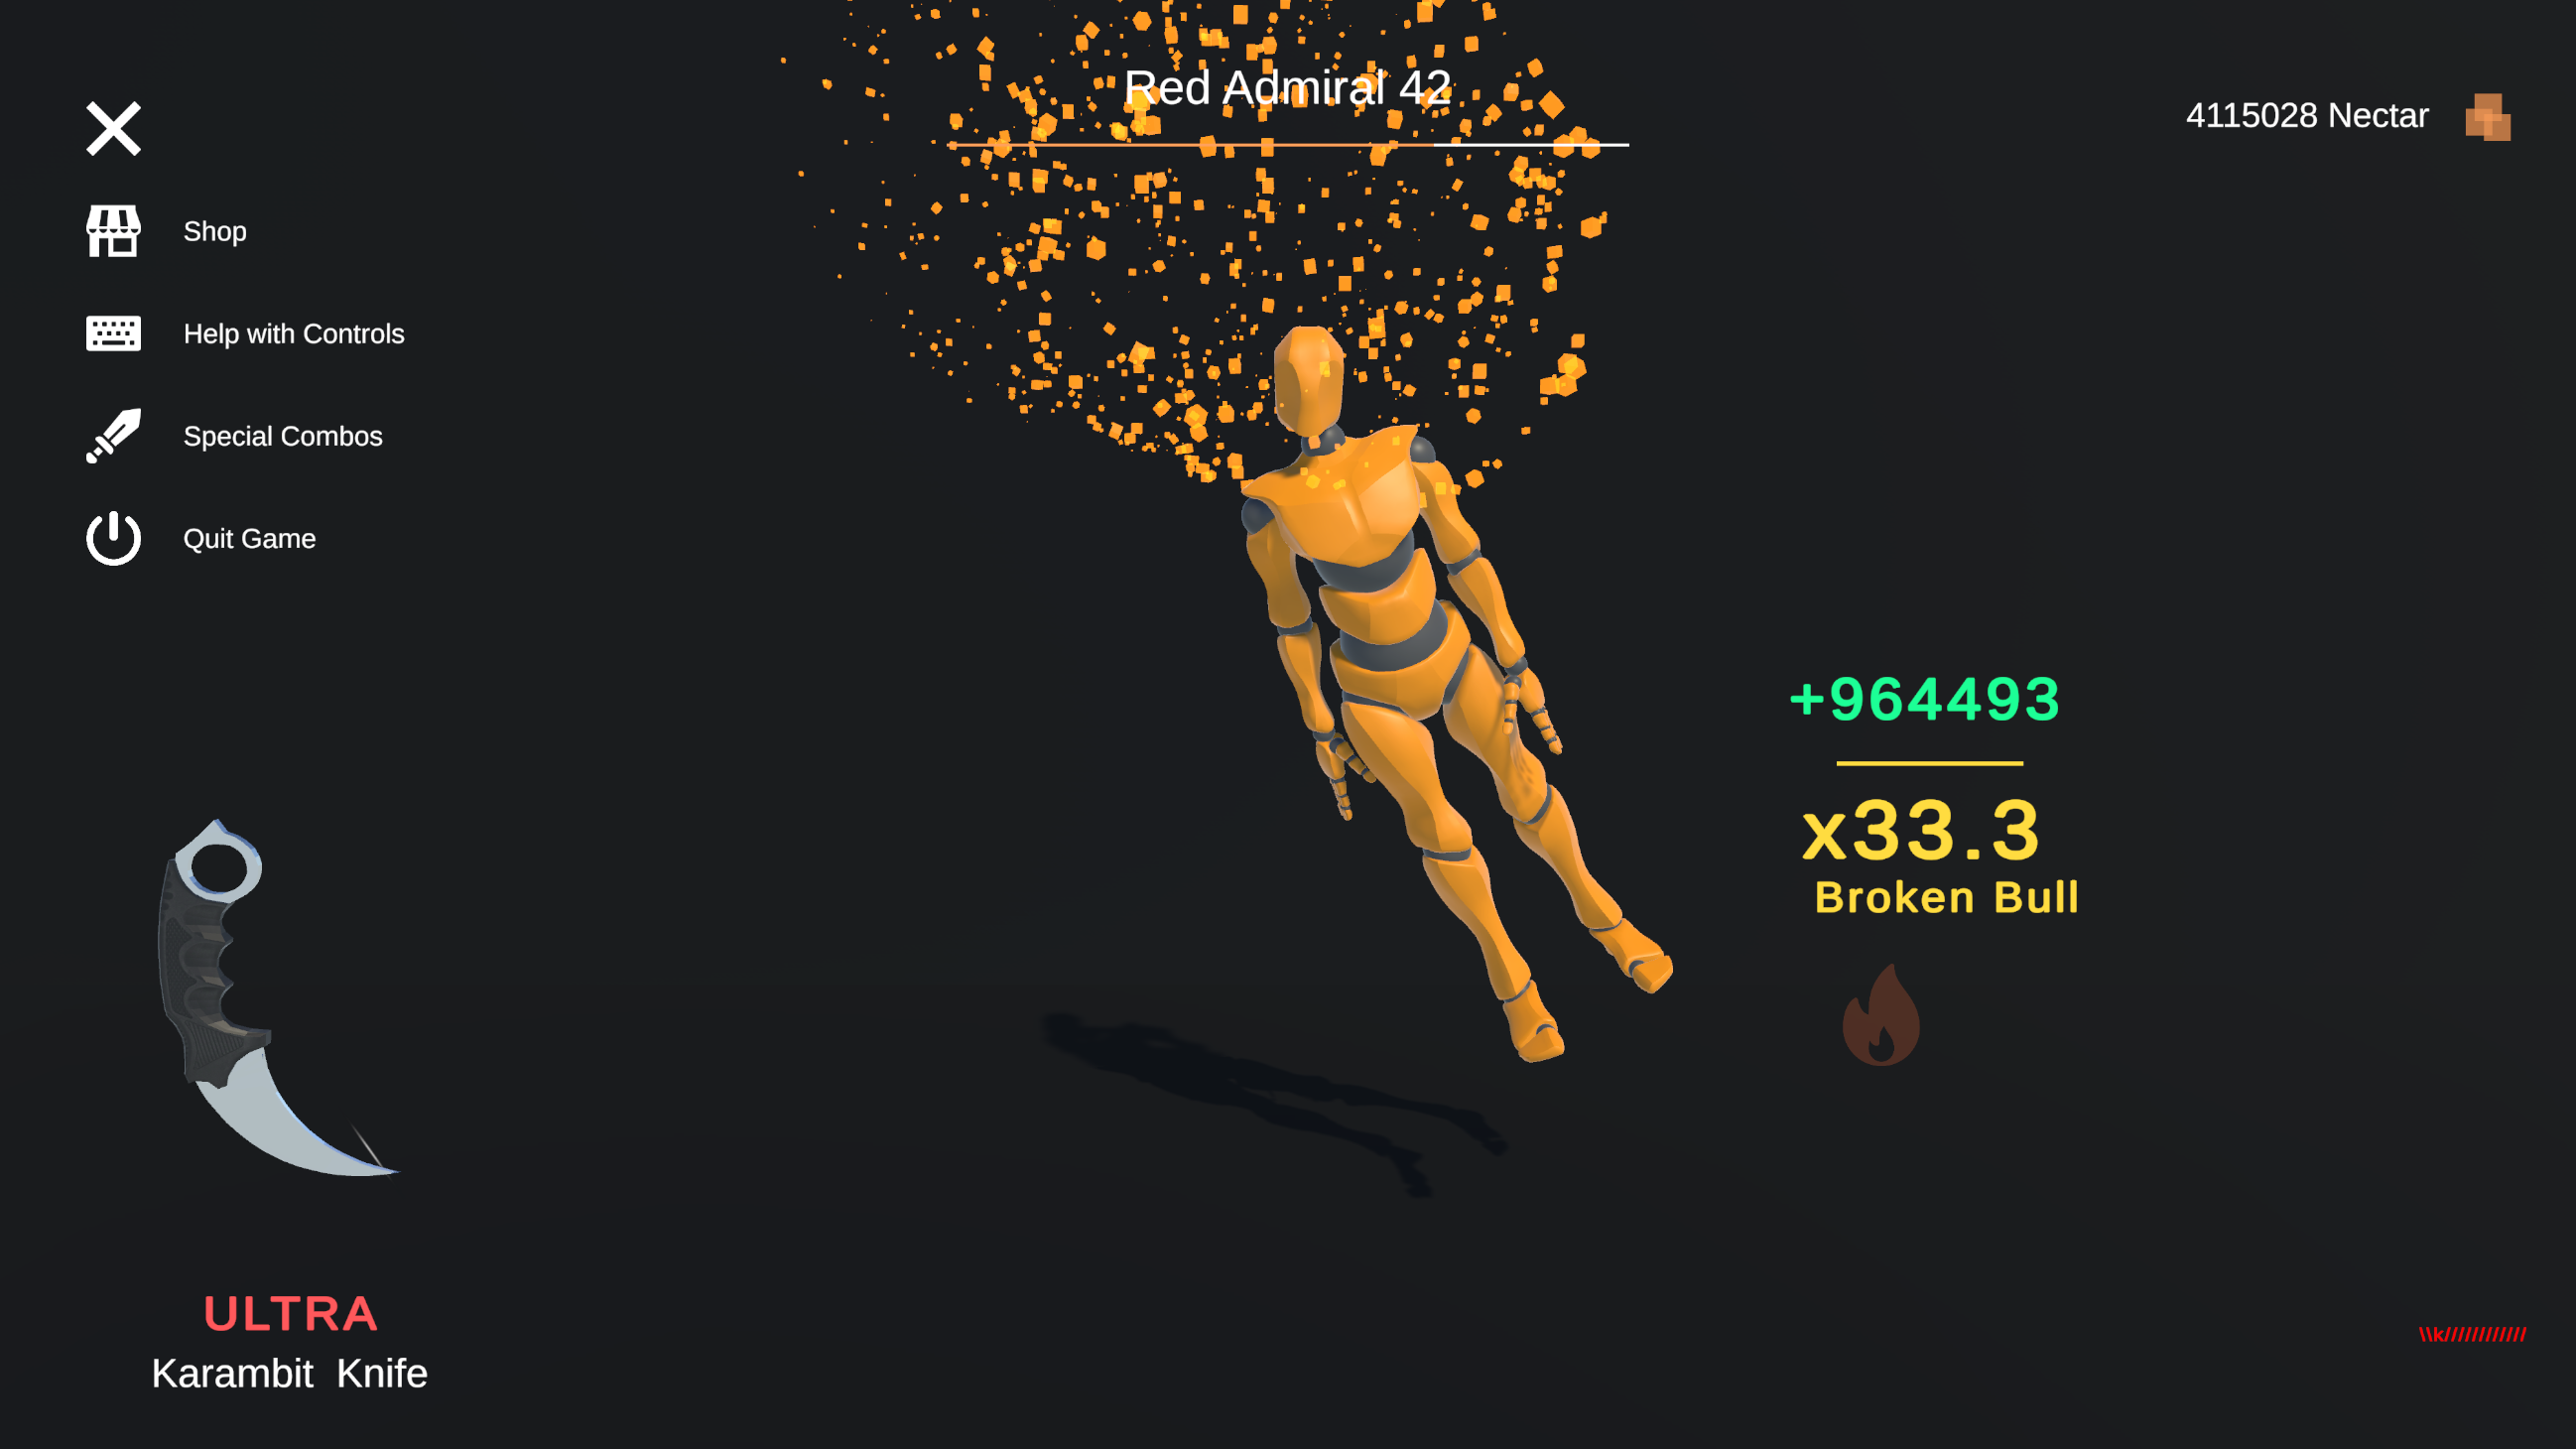 Red Admiral 42
4115028 Nectar
Shop
Help with Controls
Special Combos
Quit Game
+964493
x33.3
Broken Bull
ULTRA
Karambit Knife
\\k////////////